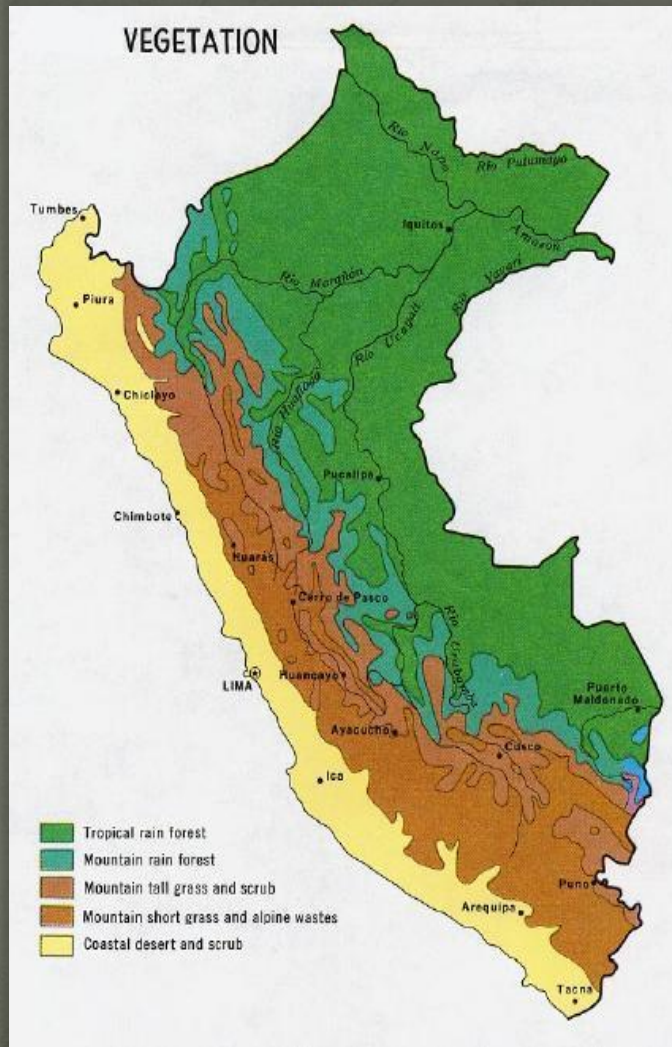 VEGETATION
Río Napo
Río Putumayo
Tumbes
Iquitos
Amazon
Río Yavari
Río Marañón
Piura
Río Ucayali
Chiclayo
Río Huallaga
Pucallpa
Chimbote
Huarás
Cerro de Pasco
Río Urubamba
LIMA
Huancayo
Puerto
Maldonado
Ayacucho
Cusco
Ica
Tropical rain forest
Mountain rain forest
Mountain tall grass and scrub
Puno
Mountain short grass and alpine wastes
Arequipa
Coastal desert and scrub
Tacna